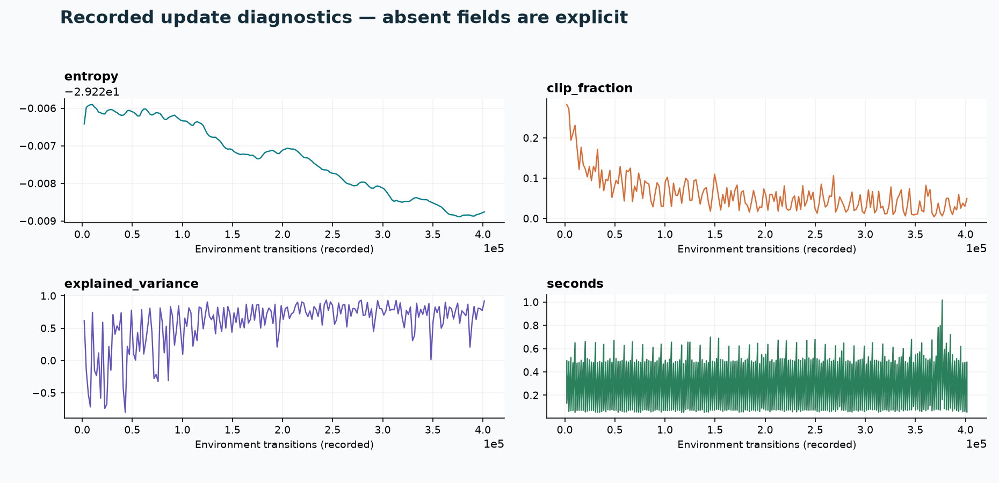 Recorded update diagnostics — absent fields are explicit
entropy
−2.922e1
−0.006
−0.007
−0.008
−0.009
0.0 0.5 1.0 1.5 2.0 2.5 3.0 3.5 4.0
1e5
Environment transitions (recorded)
clip_fraction
0.2
0.1
0.0
0.0 0.5 1.0 1.5 2.0 2.5 3.0 3.5 4.0
1e5
Environment transitions (recorded)
explained_variance
1.0
0.5
0.0
−0.5
0.0 0.5 1.0 1.5 2.0 2.5 3.0 3.5 4.0
1e5
Environment transitions (recorded)
seconds
1.0
0.8
0.6
0.4
0.2
0.0 0.5 1.0 1.5 2.0 2.5 3.0 3.5 4.0
1e5
Environment transitions (recorded)